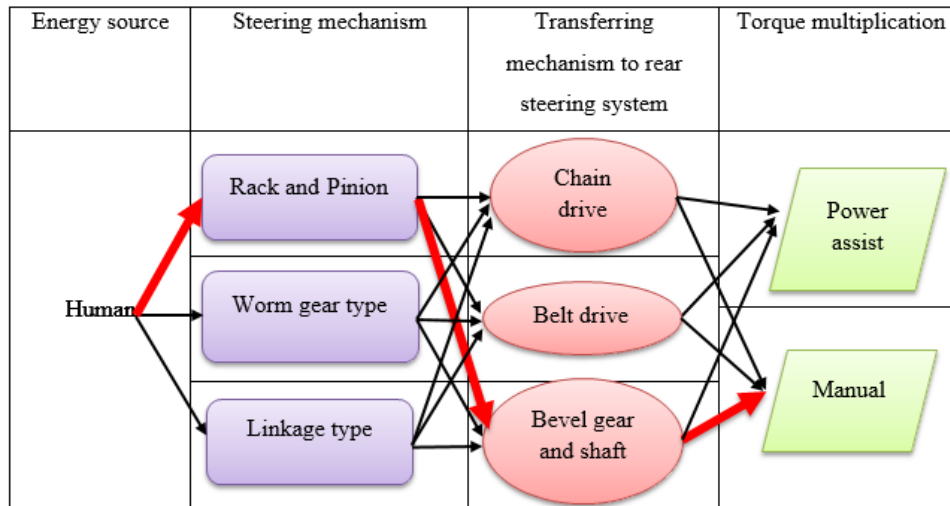 Energy source
Steering mechanism
Transferring
mechanism to rear
steering system
Torque multiplication
Human
Rack and Pinion
Worm gear type
Linkage type
Chain
drive
Belt drive
Bevel gear
and shaft
Power
assist
Manual